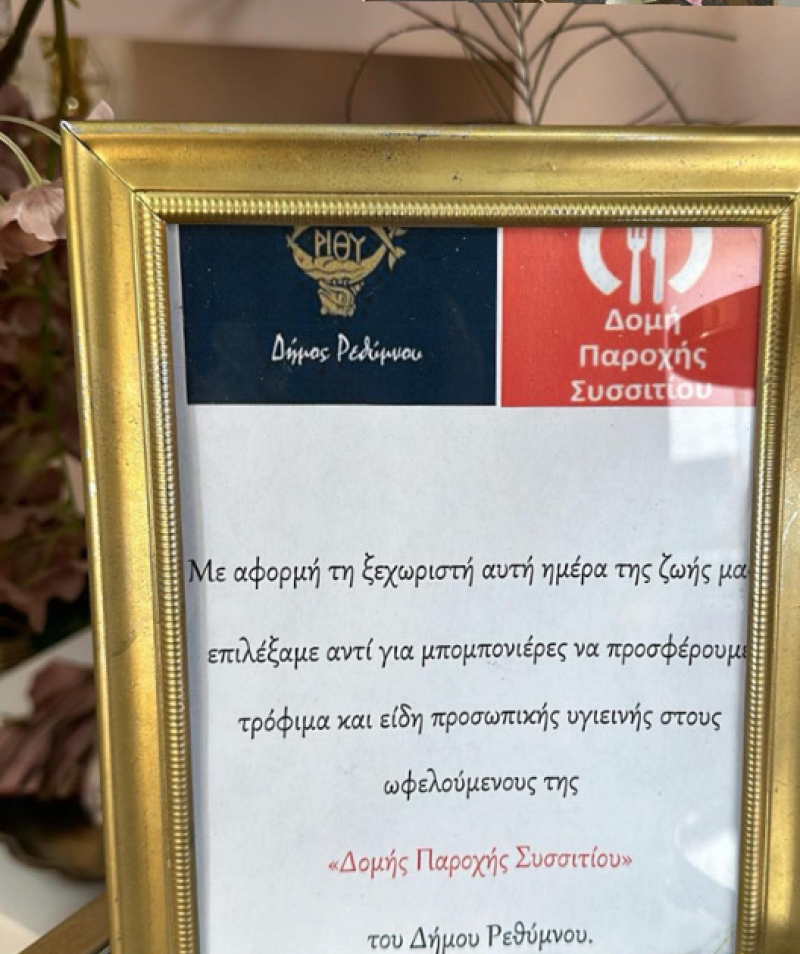 ΡΙΘΥ
Δήμος Ρεθύμνου
Δομή
Παροχής
Συσσιτίου
Με αφορμή τη ξεχωριστή αυτή ημέρα της ζωής μα
επιλέξαμε αντί για μπομπονιέρες να προσφέρουμε
τρόφιμα και είδη προσωπικής υγιεινής στους
ωφελούμενους της
«Δομής Παροχής Συσσιτίου»
του Δήμου Ρεθύμνου.